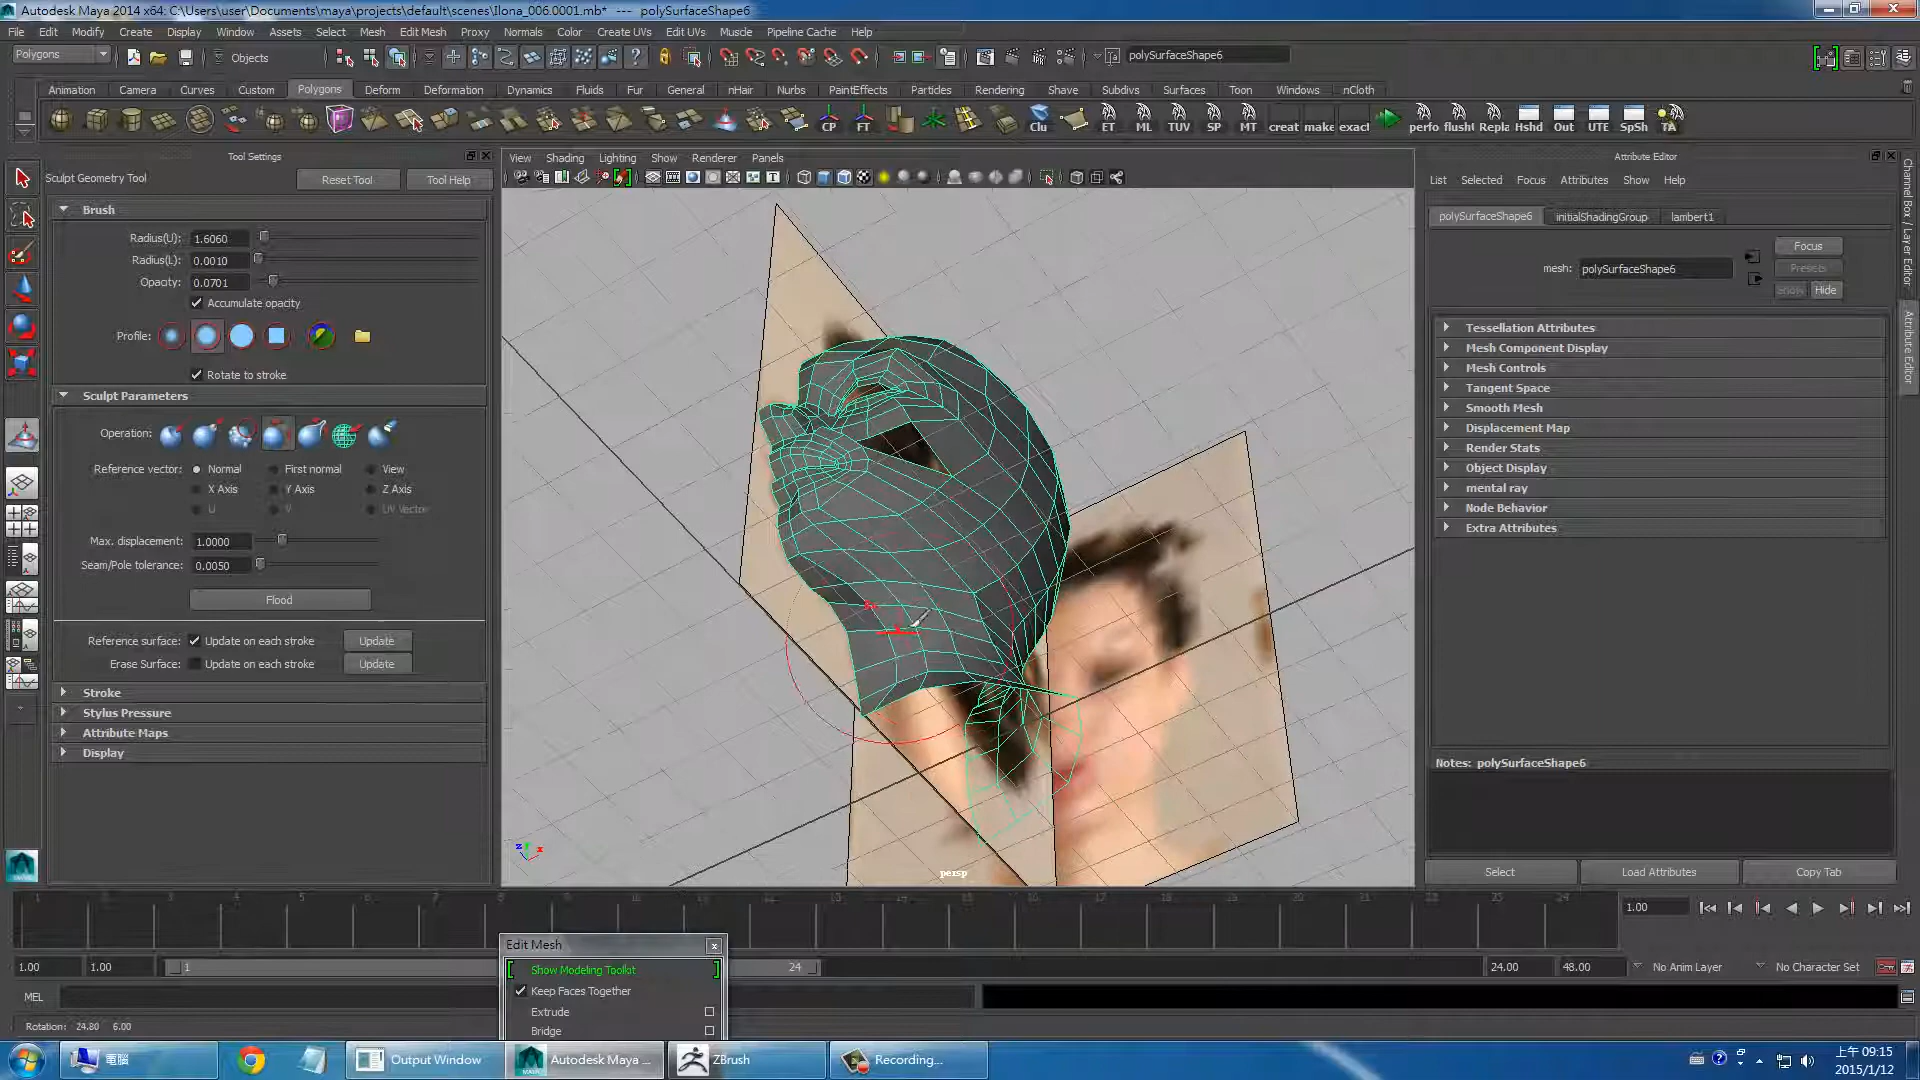 Autodesk Maya 2014 x64: C:\Users\user\Documents\maya\projects\default\scenes\Ilona_006.0001.mb*   ---   polySurfaceShape6
File Edit Modify Create Display Window Assets Select Mesh Edit Mesh Proxy Normals Color Create UVs Edit UVs Muscle Pipeline Cache Help
Polygons Objects polySurfaceShape6
Animation Camera Curves Custom Polygons Deform Deformation Dynamics Fluids Fur General nHair Nurbs PaintEffects Particles Rendering Shave Subdivs Surfaces Toon Windows nCloth
CP FT Clu ET ML TUV SP MT creat make exacl perfo flush Repla Hshd Out UTE SpSh TA
Tool Settings
Sculpt Geometry Tool Reset Tool Tool Help
Brush
Radius(U): 1.6060
Radius(L): 0.0010
Opacity: 0.0701
Accumulate opacity
Profile:
Rotate to stroke
Sculpt Parameters
Operation:
Reference vector: Normal First normal View
X Axis Y Axis Z Axis
U V UV Vector
Max. displacement: 1.0000
Seam/Pole tolerance: 0.0050
Flood
Reference surface: Update on each stroke Update
Erase Surface: Update on each stroke Update
Stroke
Stylus Pressure
Attribute Maps
Display
View Shading Lighting Show Renderer Panels
persp
Attribute Editor
List Selected Focus Attributes Show Help
polySurfaceShape6 initialShadingGroup lambert1
Focus
mesh: polySurfaceShape6 Presets
Show Hide
Tessellation Attributes
Mesh Component Display
Mesh Controls
Tangent Space
Smooth Mesh
Displacement Map
Render Stats
Object Display
mental ray
Node Behavior
Extra Attributes
Notes: polySurfaceShape6
Select Load Attributes Copy Tab
Channel Box / Layer Editor
Attribute Editor
1.00
1.00 1.00 1 24 24.00 48.00 No Anim Layer No Character Set
MEL
Rotation: 24.80 6.00
Edit Mesh
Show Modeling Toolkit
Keep Faces Together
Extrude
Bridge
電腦 Output Window Autodesk Maya ... ZBrush Recording...
上午 09:15
2015/1/12